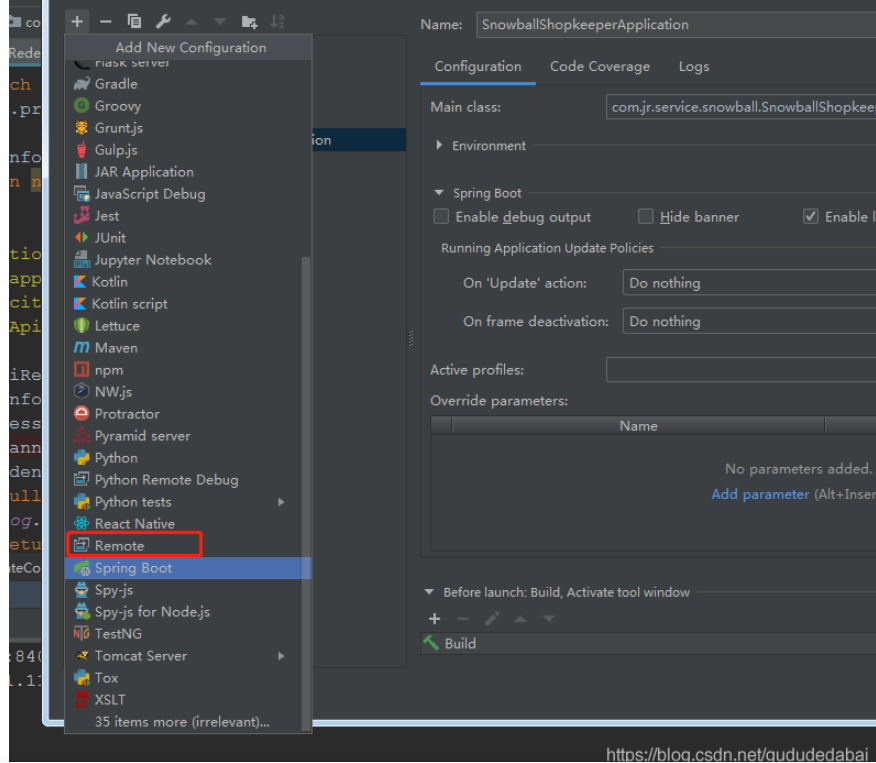 co
Rede
ch
.pr
nfo
n n
tio
app
cit
Api
iRe
nfo
ess
ann
den
ull
og.
etu
ateCo
:840
1.11
Add New Configuration
Flask server
Gradle
Groovy
Grunt.js
Gulp.js
JAR Application
JavaScript Debug
Jest
JUnit
Jupyter Notebook
Kotlin
Kotlin script
Lettuce
Maven
npm
NW.js
Protractor
Pyramid server
Python
Python Remote Debug
Python tests
React Native
Remote
Spring Boot
Spy-js
Spy-js for Node.js
TestNG
Tomcat Server
Tox
XSLT
35 items more (irrelevant)...
ion
Name: SnowballShopkeeperApplication
Configuration Code Coverage Logs
Main class: com.jr.service.snowball.SnowballShopkee
Environment
Spring Boot
Enable debug output Hide banner Enable l
Running Application Update Policies
On 'Update' action: Do nothing
On frame deactivation: Do nothing
Active profiles:
Override parameters:
Name
No parameters added.
Add parameter (Alt+Inser
Before launch: Build, Activate tool window
Build
https://blog.csdn.net/gududedabai